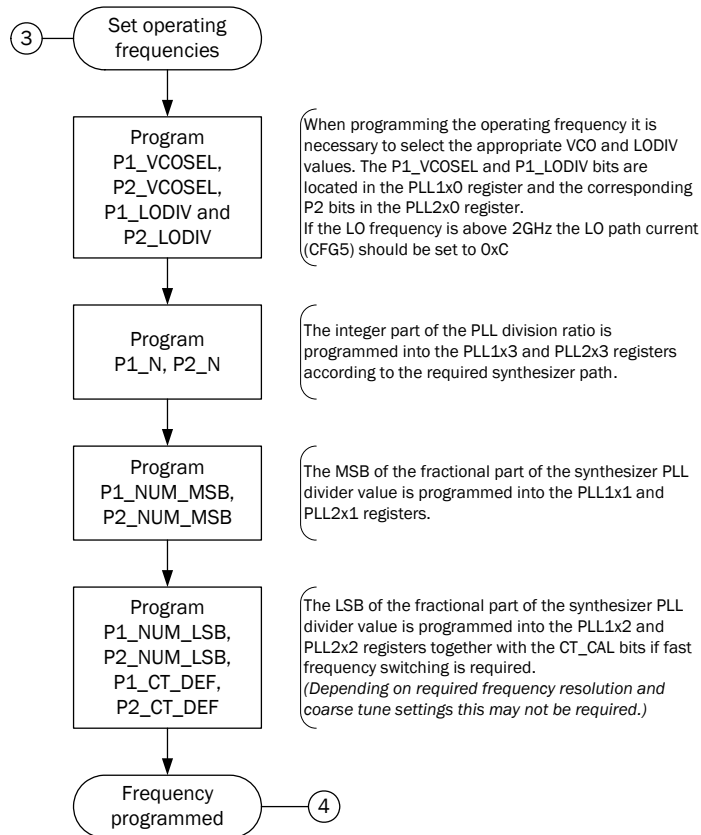 3
Set operating
frequencies
Program
P1_VCOSEL,
P2_VCOSEL,
P1_LODIV and
P2_LODIV
When programming the operating frequency it is
necessary to select the appropriate VCO and LODIV
values. The P1_VCOSEL and P1_LODIV bits are
located in the PLL1x0 register and the corresponding
P2 bits in the PLL2x0 register.
If the LO frequency is above 2GHz the LO path current
(CFG5) should be set to 0xC
Program
P1_N, P2_N
The integer part of the PLL division ratio is
programmed into the PLL1x3 and PLL2x3 registers
according to the required synthesizer path.
Program
P1_NUM_MSB,
P2_NUM_MSB
The MSB of the fractional part of the synthesizer PLL
divider value is programmed into the PLL1x1 and
PLL2x1 registers.
Program
P1_NUM_LSB,
P2_NUM_LSB,
P1_CT_DEF,
P2_CT_DEF
The LSB of the fractional part of the synthesizer PLL
divider value is programmed into the PLL1x2 and
PLL2x2 registers together with the CT_CAL bits if fast
frequency switching is required.
(Depending on required frequency resolution and
coarse tune settings this may not be required.)
Frequency
programmed
4